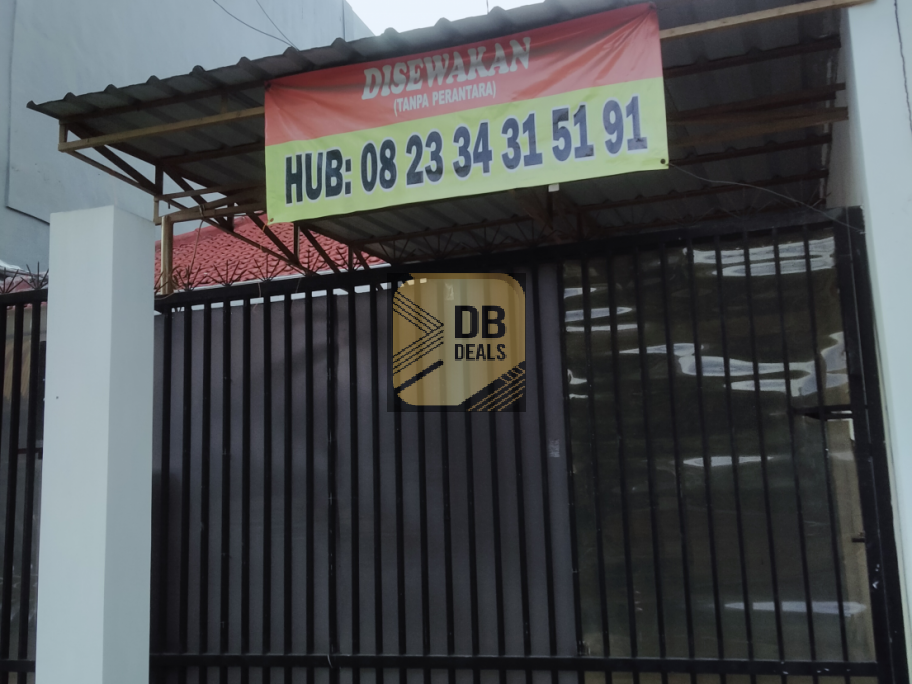 DISEWAKAN
(TANPA PERANTARA)
HUB: 08 23 34 31 51 91
DB
DEALS